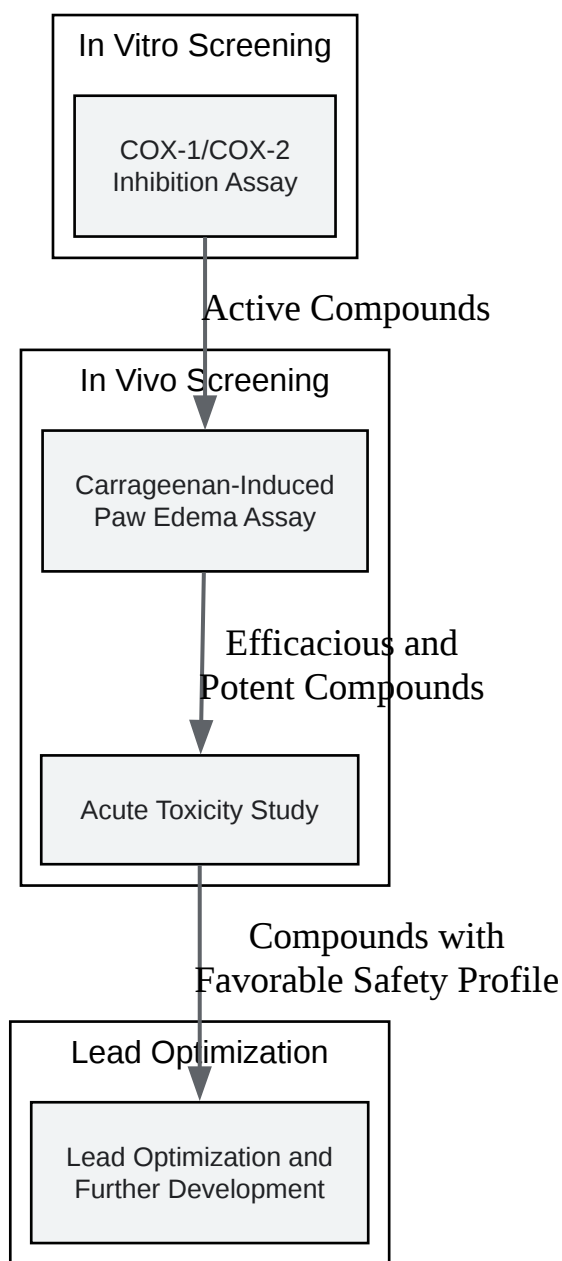 In Vitro Screening
COX-1/COX-2
Inhibition Assay
Active Compounds
In Vivo Screening
Carrageenan-Induced
Paw Edema Assay
Efficacious and
Potent Compounds
Acute Toxicity Study
Compounds with
Favorable Safety Profile
Lead Optimization
Lead Optimization and
Further Development